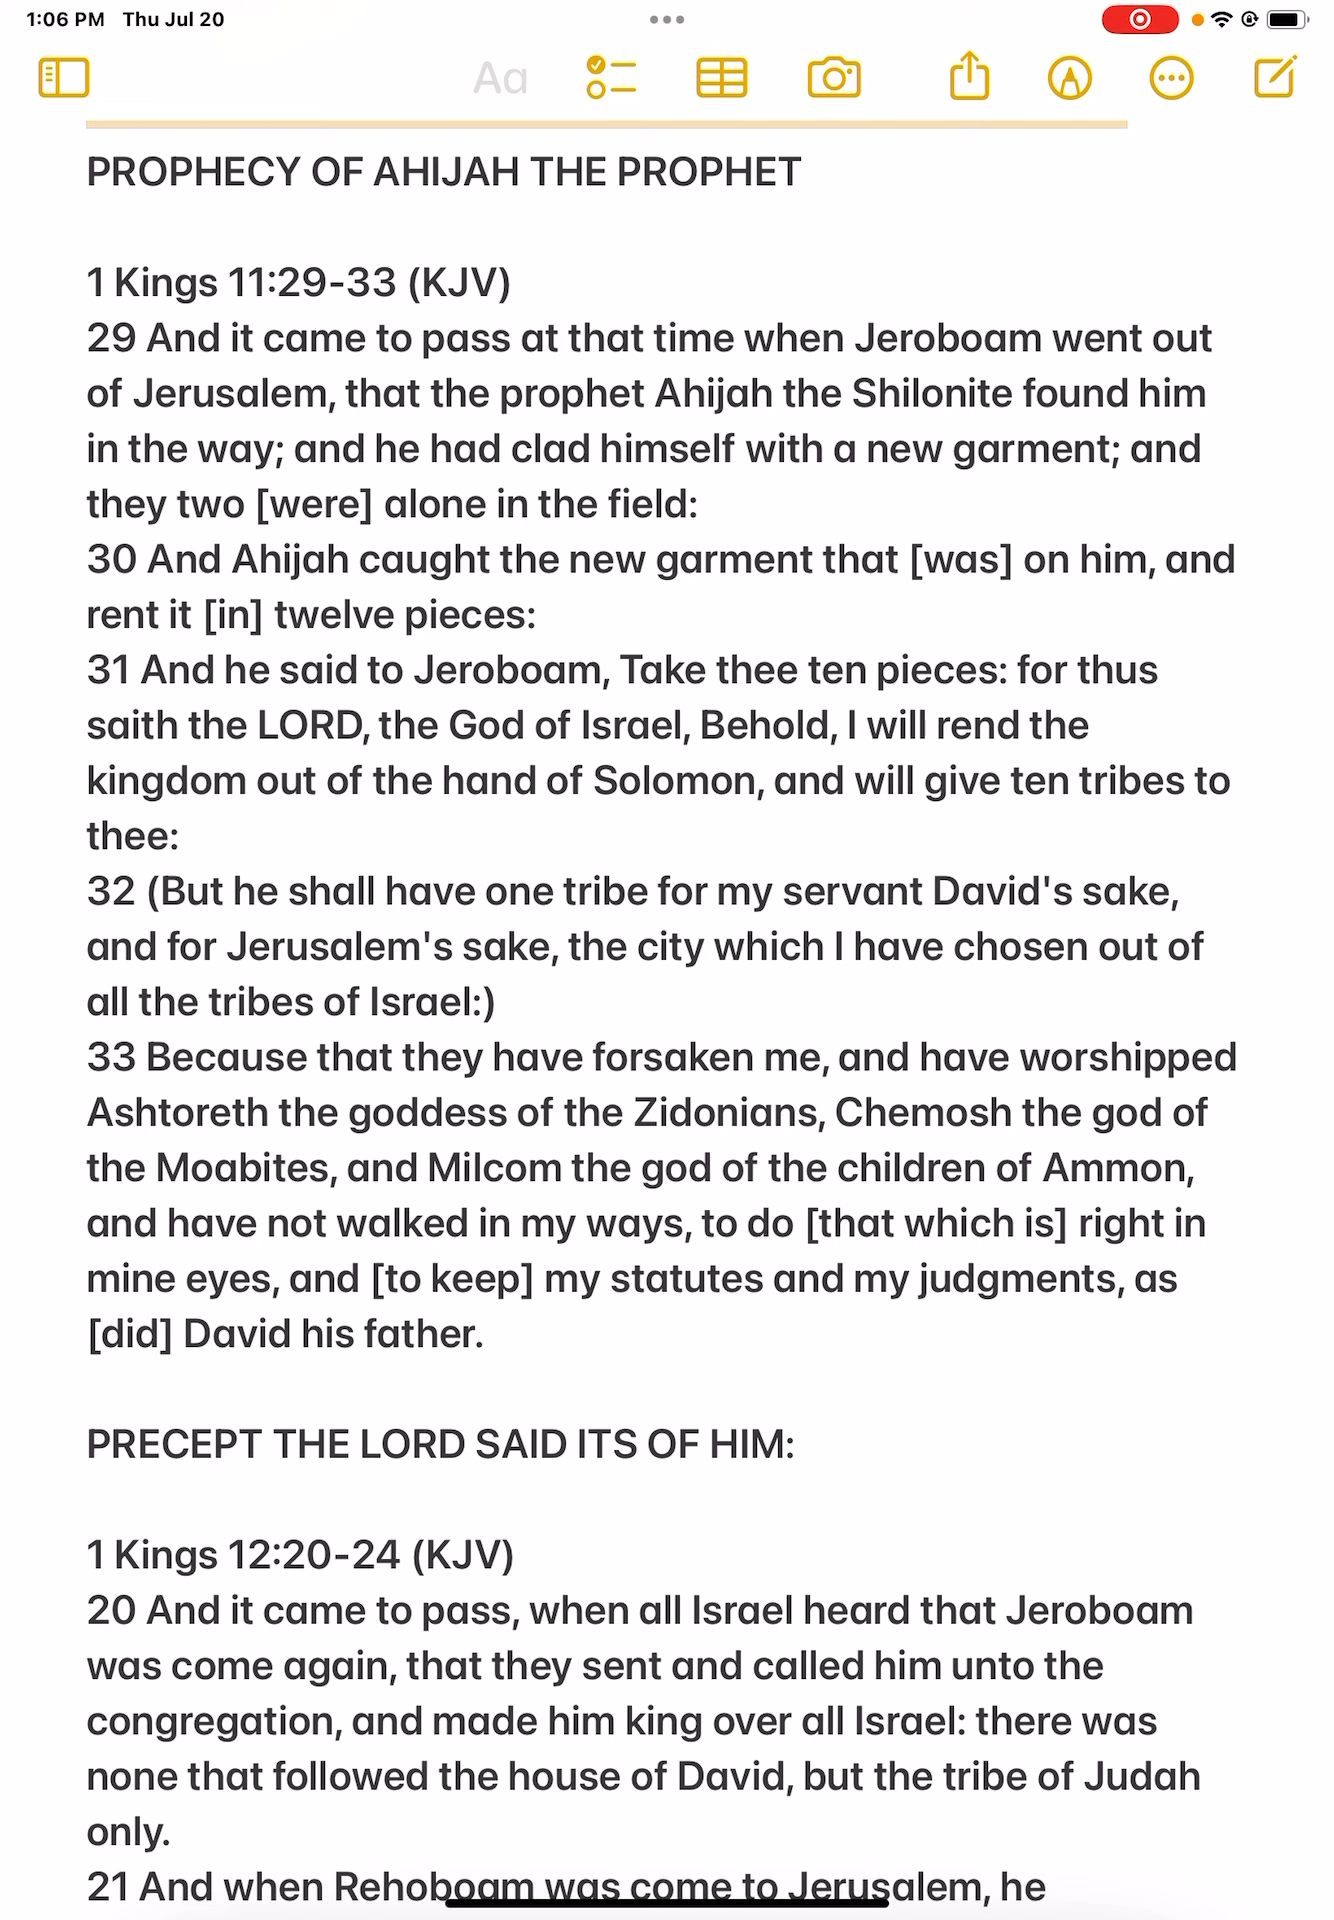 1:06 PM Thu Jul 20
Aa
PROPHECY OF AHIJAH THE PROPHET
1 Kings 11:29-33 (KJV)
29 And it came to pass at that time when Jeroboam went out
of Jerusalem, that the prophet Ahijah the Shilonite found him
in the way; and he had clad himself with a new garment; and
they two [were] alone in the field:
30 And Ahijah caught the new garment that [was] on him, and
rent it [in] twelve pieces:
31 And he said to Jeroboam, Take thee ten pieces: for thus
saith the LORD, the God of Israel, Behold, I will rend the
kingdom out of the hand of Solomon, and will give ten tribes to
thee:
32 (But he shall have one tribe for my servant David's sake,
and for Jerusalem's sake, the city which I have chosen out of
all the tribes of Israel:)
33 Because that they have forsaken me, and have worshipped
Ashtoreth the goddess of the Zidonians, Chemosh the god of
the Moabites, and Milcom the god of the children of Ammon,
and have not walked in my ways, to do [that which is] right in
mine eyes, and [to keep] my statutes and my judgments, as
[did] David his father.
PRECEPT THE LORD SAID ITS OF HIM:
1 Kings 12:20-24 (KJV)
20 And it came to pass, when all Israel heard that Jeroboam
was come again, that they sent and called him unto the
congregation, and made him king over all Israel: there was
none that followed the house of David, but the tribe of Judah
only.
21 And when Rehoboam was come to Jerusalem, he